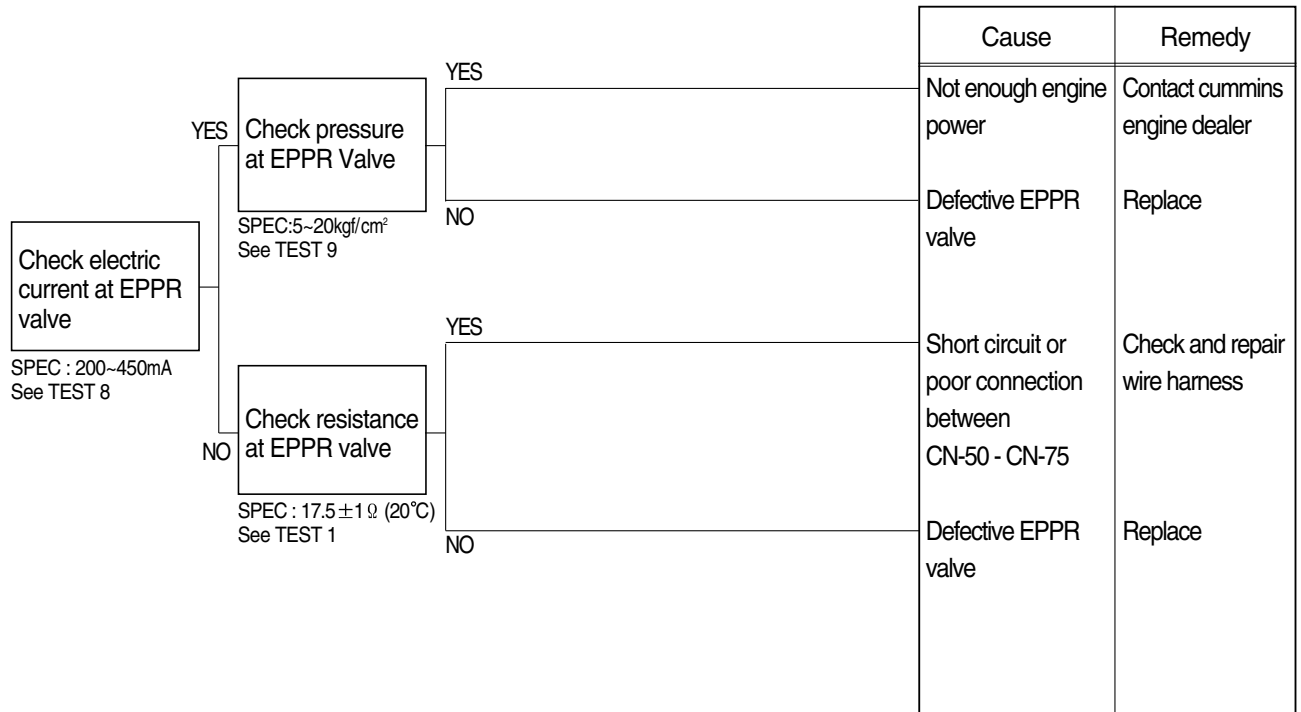 Check electric
current at EPPR
valve
SPEC : 200~450mA
See TEST 8
YES
Check pressure
at EPPR Valve
SPEC:5~20kgf/cm²
See TEST 9
NO
Check resistance
at EPPR valve
SPEC : 17.5±1Ω (20°C)
See TEST 1
YES
NO
YES
NO
Cause
Remedy
Not enough engine
power
Contact cummins
engine dealer
Defective EPPR
valve
Replace
Short circuit or
poor connection
between
CN-50 - CN-75
Check and repair
wire harness
Defective EPPR
valve
Replace